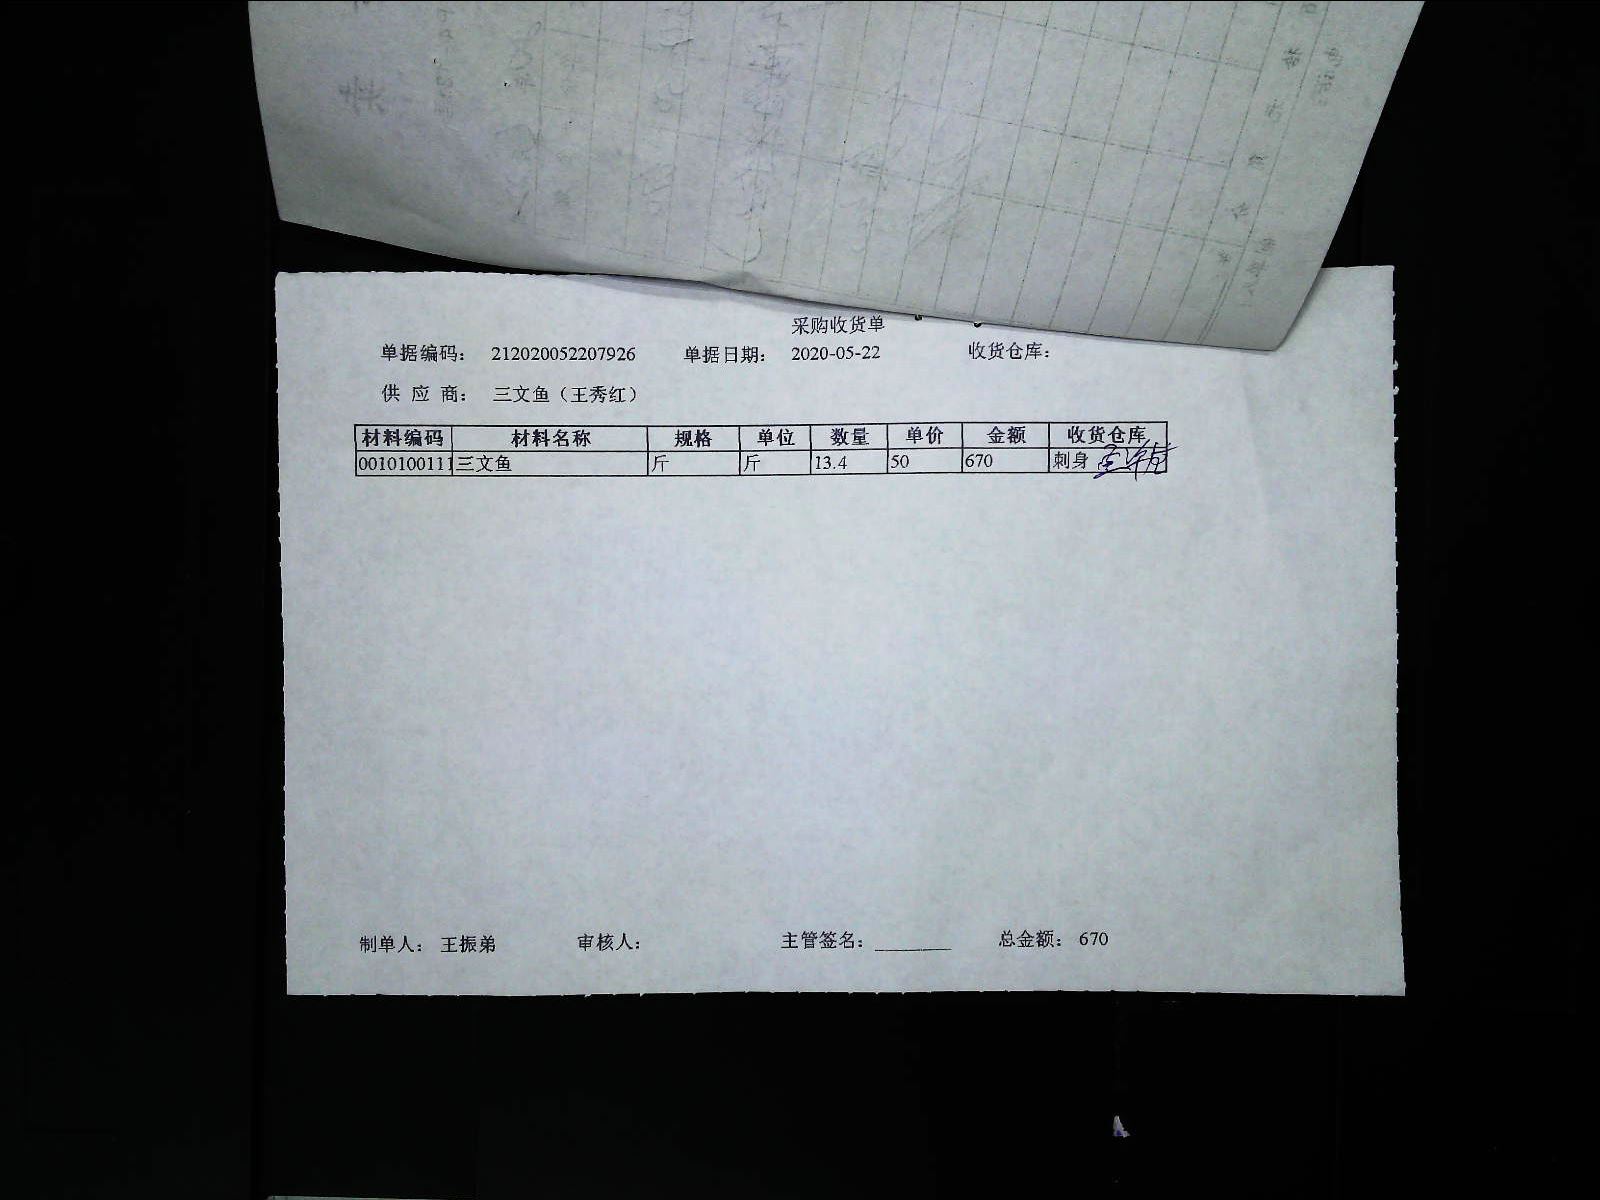 采购收货单
单据编码: 212020052207926 单据日期: 2020-05-22 收货仓库:
供 应 商: 三文鱼（王秀红）
材料编码 材料名称 规格 单位 数量 单价 金额 收货仓库
0010100111 三文鱼 斤 斤 13.4 50 670 刺身
制单人: 王振弟 审核人: 主管签名: ________ 总金额: 670